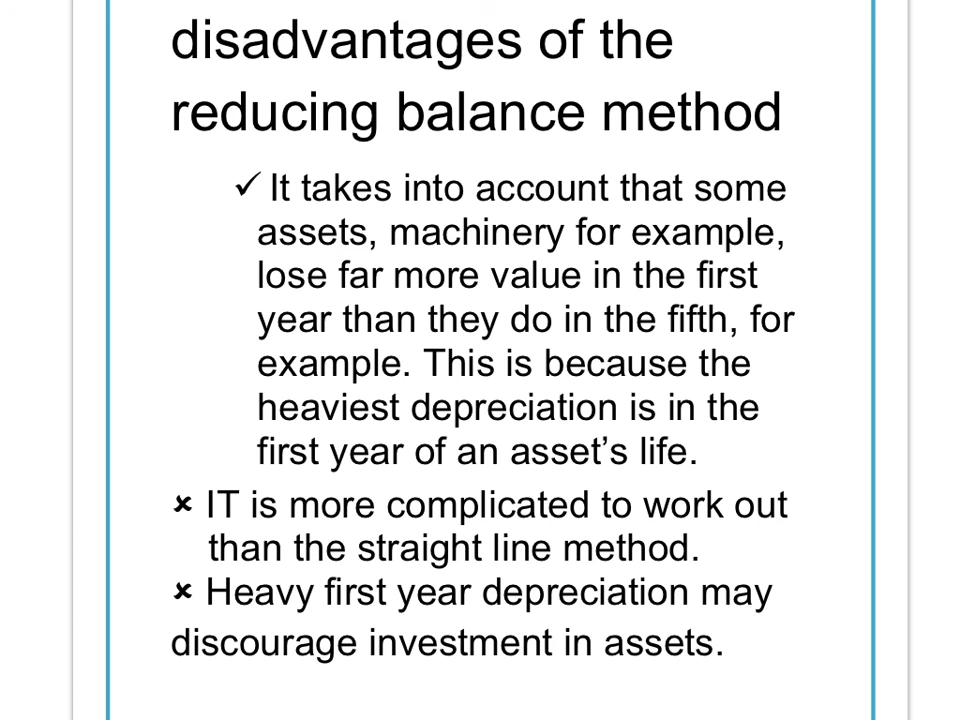 disadvantages of the
reducing balance method
✓ It takes into account that some
assets, machinery for example,
lose far more value in the first
year than they do in the fifth, for
example. This is because the
heaviest depreciation is in the
first year of an asset’s life.
× IT is more complicated to work out
than the straight line method.
× Heavy first year depreciation may
discourage investment in assets.